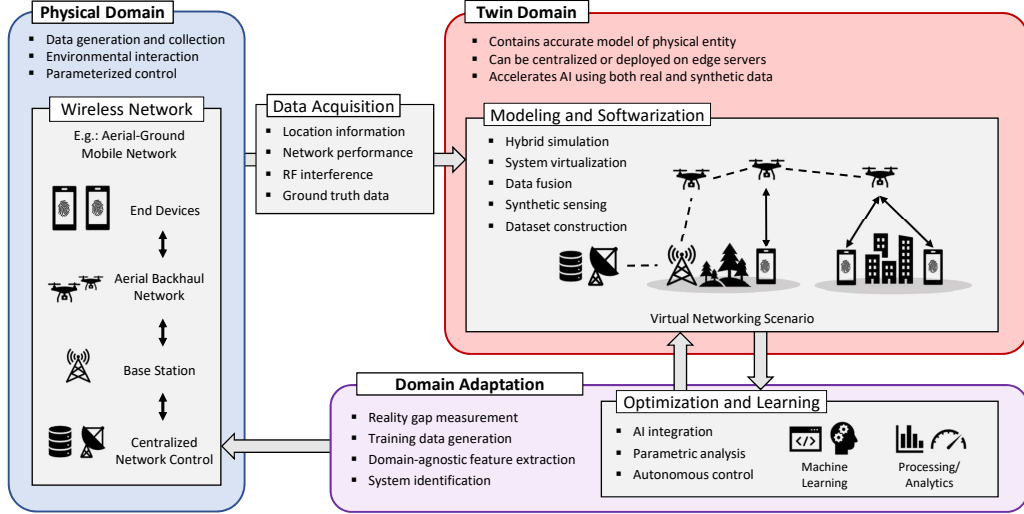 Physical Domain
▪ Data generation and collection
▪ Environmental interaction
▪ Parameterized control
Wireless Network
E.g.: Aerial-Ground
Mobile Network
End Devices
Aerial Backhaul
Network
Base Station
Centralized
Network Control
Data Acquisition
▪ Location information
▪ Network performance
▪ RF interference
▪ Ground truth data
Twin Domain
▪ Contains accurate model of physical entity
▪ Can be centralized or deployed on edge servers
▪ Accelerates AI using both real and synthetic data
Modeling and Softwarization
▪ Hybrid simulation
▪ System virtualization
▪ Data fusion
▪ Synthetic sensing
▪ Dataset construction
Virtual Networking Scenario
Domain Adaptation
▪ Reality gap measurement
▪ Training data generation
▪ Domain-agnostic feature extraction
▪ System identification
Optimization and Learning
▪ AI integration
▪ Parametric analysis
▪ Autonomous control
</>
Machine
Learning
Processing/
Analytics